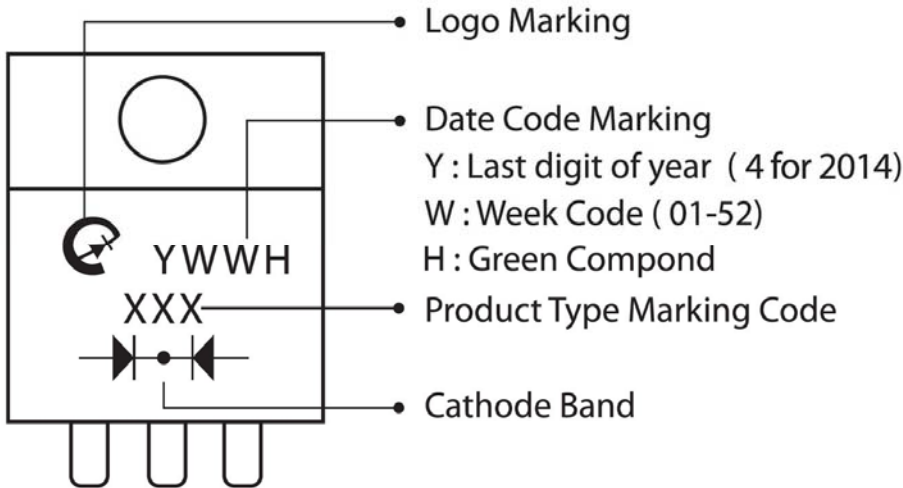 Logo Marking
Date Code Marking
Y : Last digit of year ( 4 for 2014)
W : Week Code ( 01-52)
H : Green Compond
YWWH
XXX
Product Type Marking Code
Cathode Band